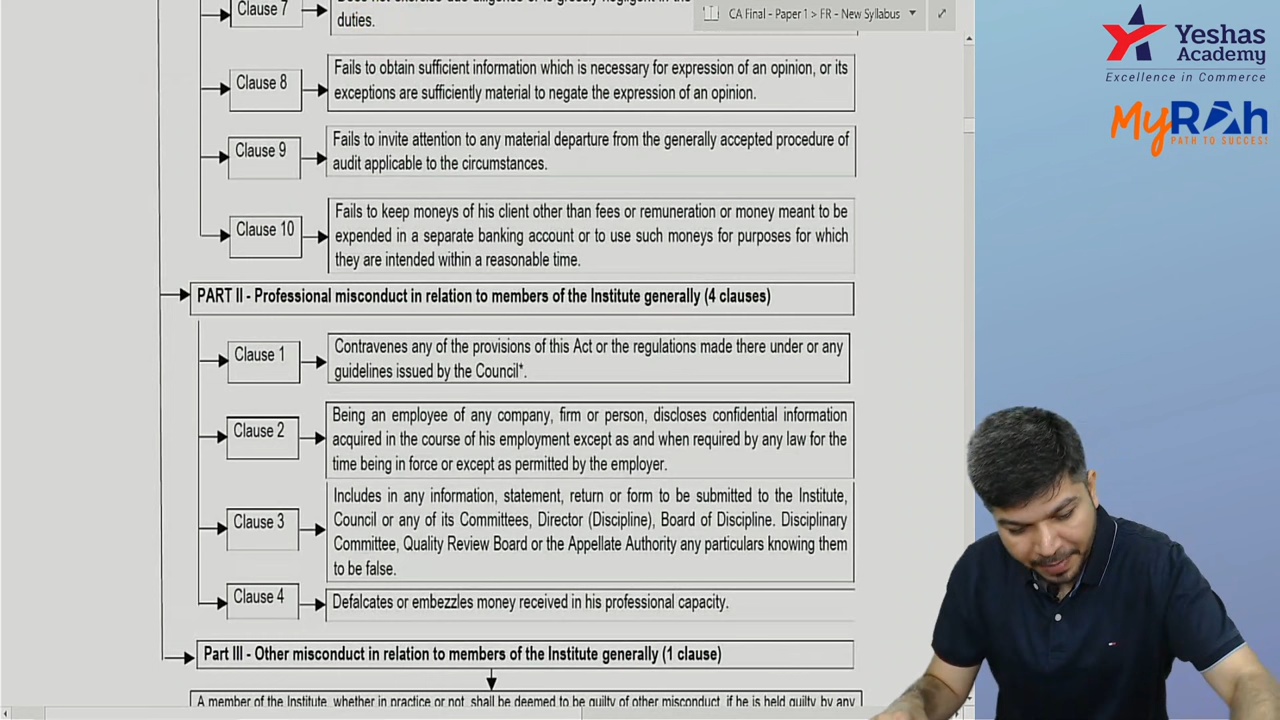 Clause 7
duties.
CA Final - Paper 1 > FR - New Syllabus
Yeshas
Academy
Excellence in Commerce
MyRAh
PATH TO SUCCESS
Clause 8
Fails to obtain sufficient information which is necessary for expression of an opinion, or its
exceptions are sufficiently material to negate the expression of an opinion.
Clause 9
Fails to invite attention to any material departure from the generally accepted procedure of
audit applicable to the circumstances.
Clause 10
Fails to keep moneys of his client other than fees or remuneration or money meant to be
expended in a separate banking account or to use such moneys for purposes for which
they are intended within a reasonable time.
PART II - Professional misconduct in relation to members of the Institute generally (4 clauses)
Clause 1
Contravenes any of the provisions of this Act or the regulations made there under or any
guidelines issued by the Council*.
Clause 2
Being an employee of any company, firm or person, discloses confidential information
acquired in the course of his employment except as and when required by any law for the
time being in force or except as permitted by the employer.
Clause 3
Includes in any information, statement, return or form to be submitted to the Institute,
Council or any of its Committees, Director (Discipline), Board of Discipline. Disciplinary
Committee, Quality Review Board or the Appellate Authority any particulars knowing them
to be false.
Clause 4
Defalcates or embezzles money received in his professional capacity.
Part III - Other misconduct in relation to members of the Institute generally (1 clause)
A member of the Institute, whether in practice or not, shall be deemed to be guilty of other misconduct, if he is held guilty by any